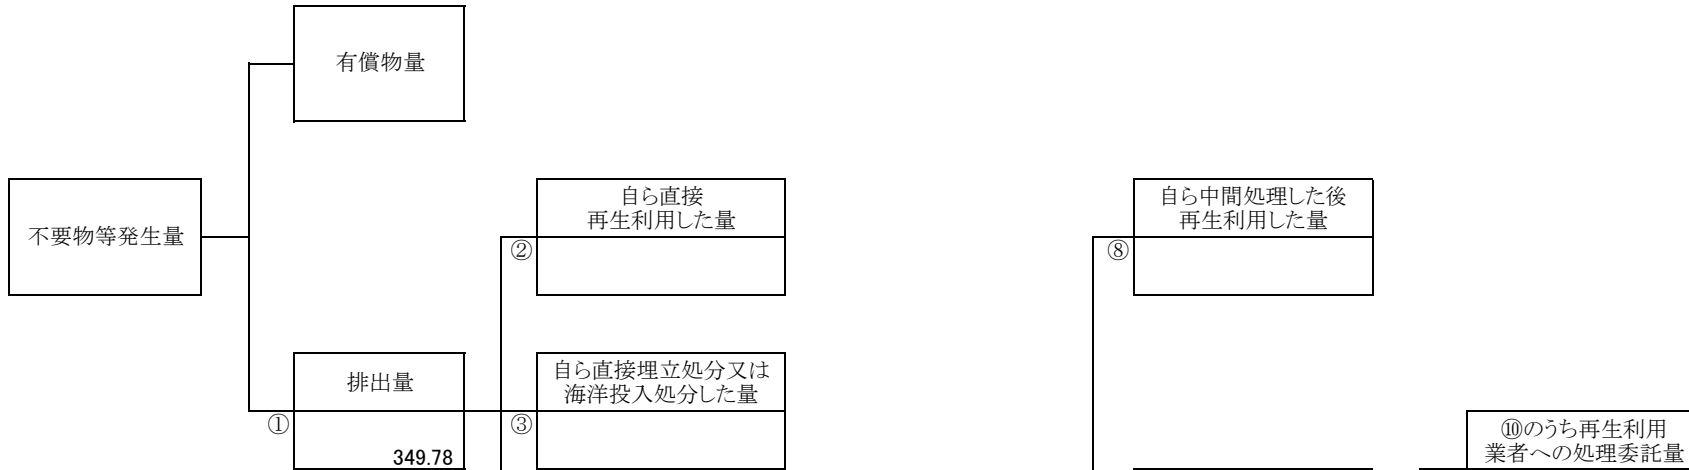 有償物量
不要物等発生量
自ら直接
再生利用した量
②
自ら中間処理した後
再生利用した量
⑧
排出量
①
349.78
自ら直接埋立処分又は
海洋投入処分した量
③
⑩のうち再生利用
業者への処理委託量